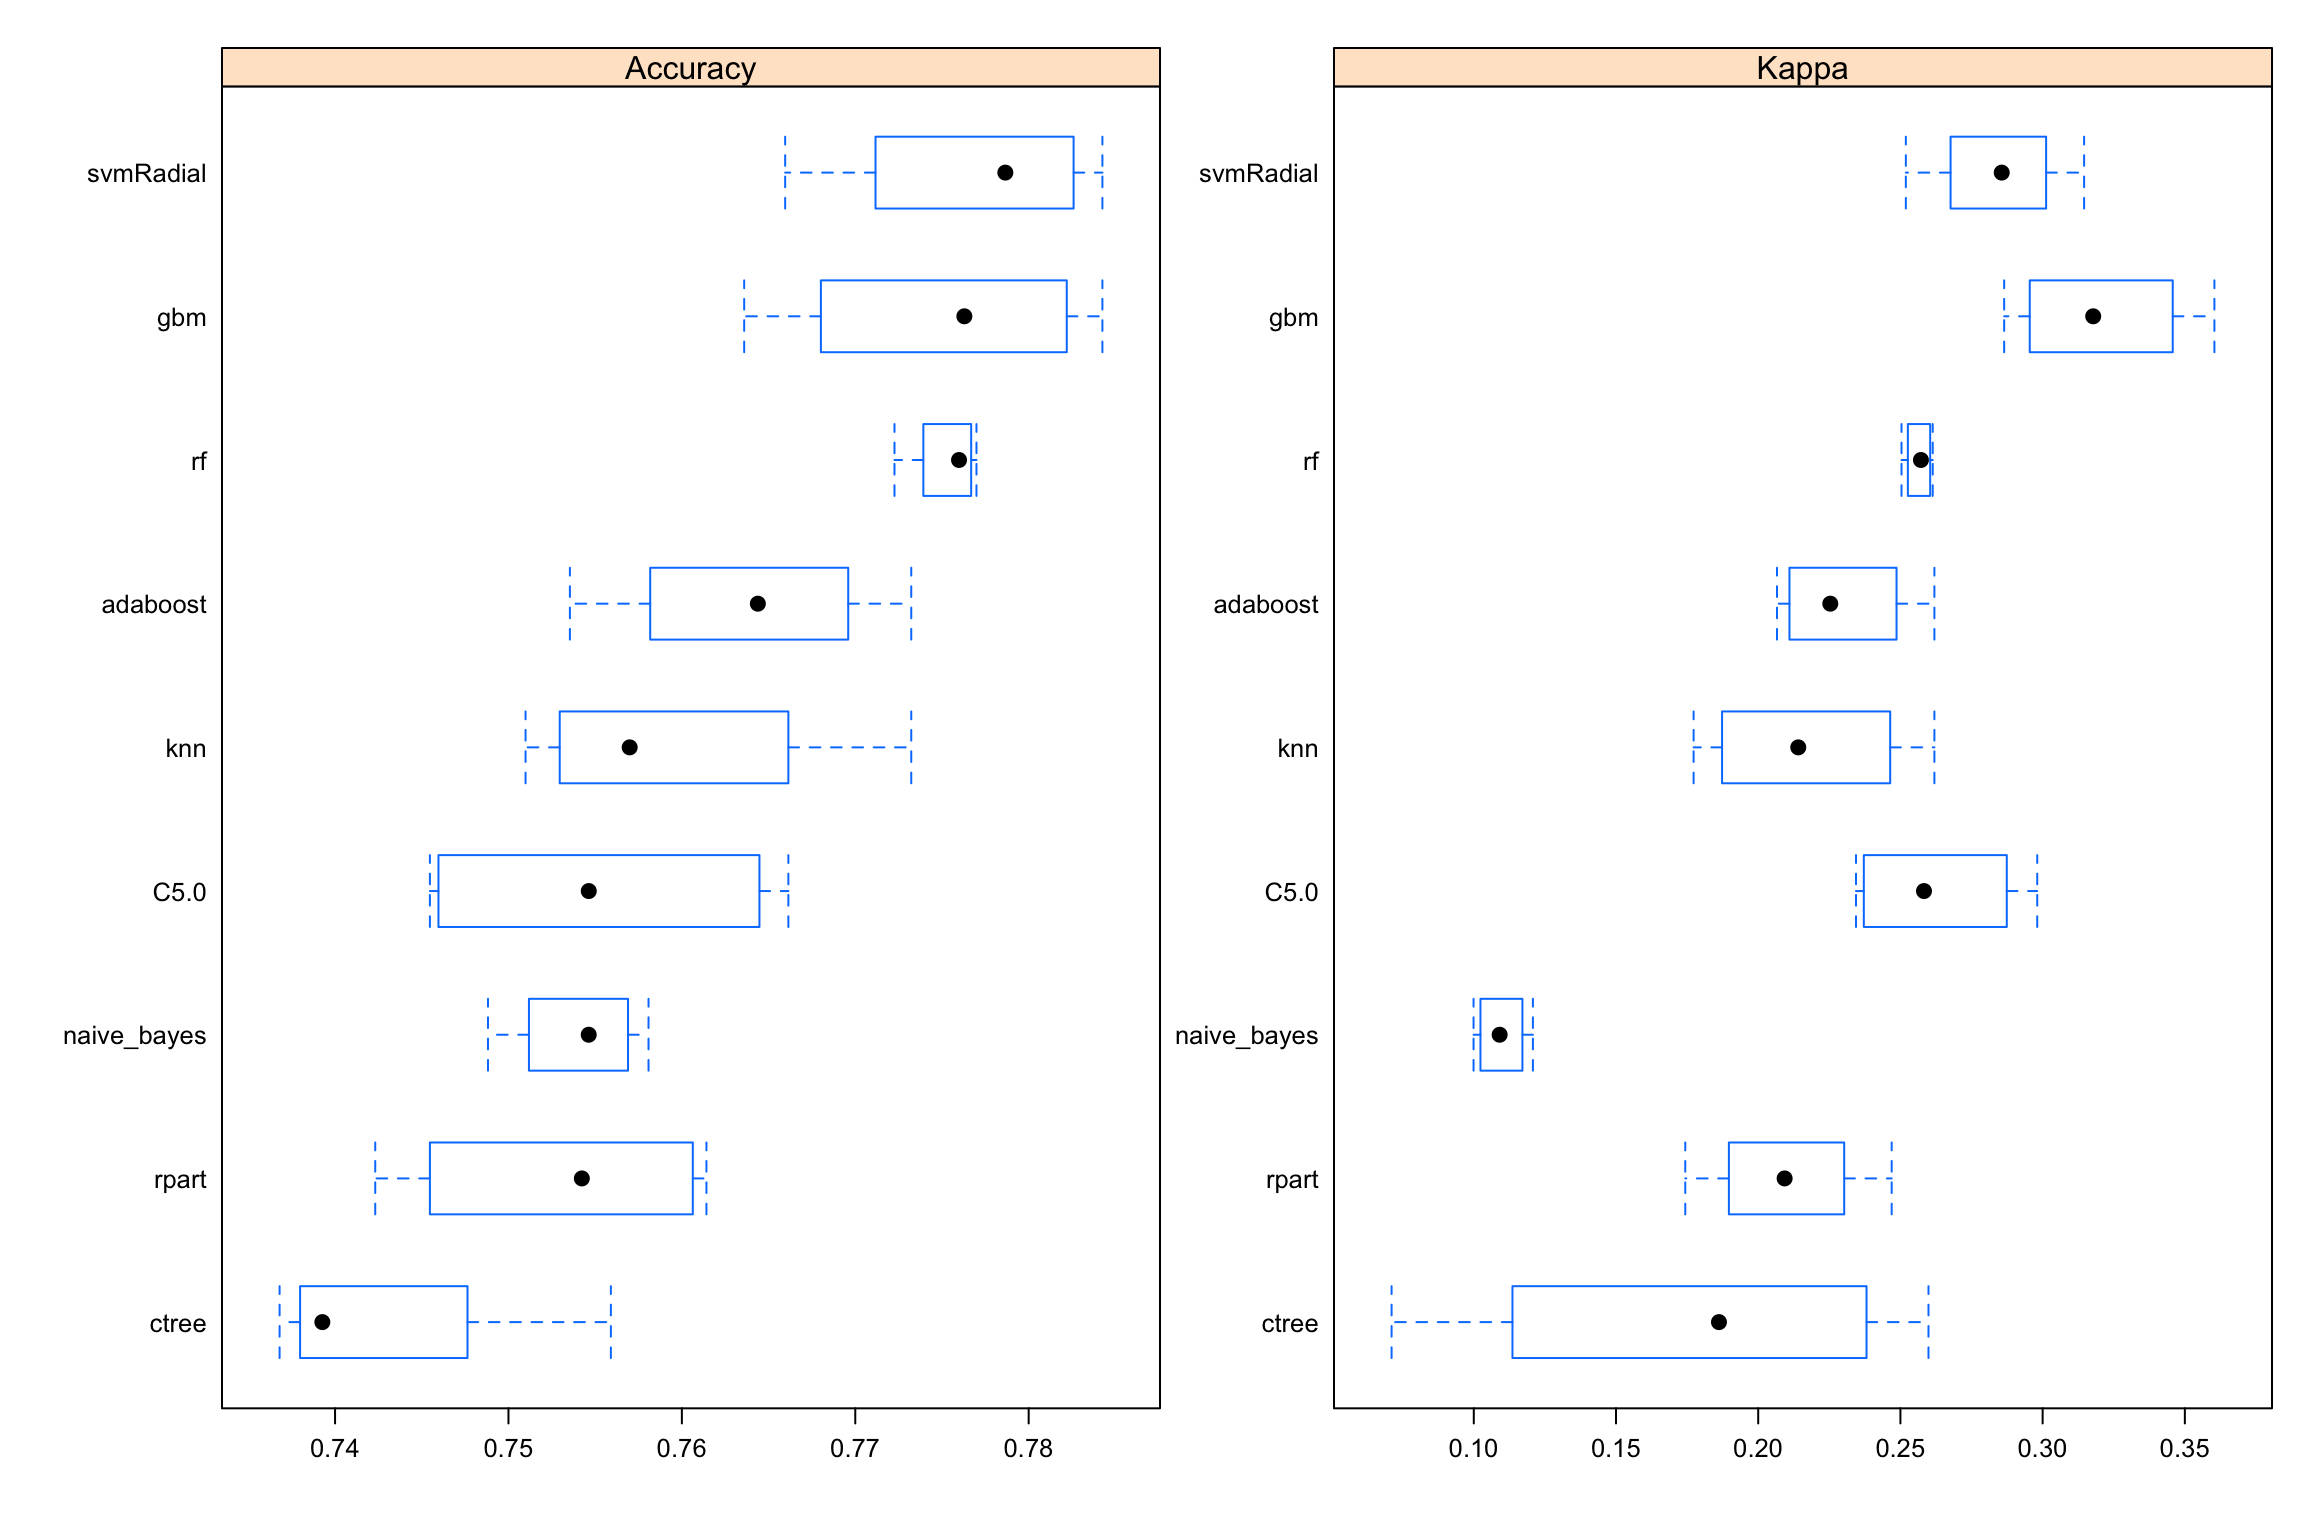 Accuracy
svmRadial
gbm
rf
adaboost
knn
C5.0
naive_bayes
rpart
ctree
0.74 0.75 0.76 0.77 0.78
Kappa
svmRadial
gbm
rf
adaboost
knn
C5.0
naive_bayes
rpart
ctree
0.10 0.15 0.20 0.25 0.30 0.35